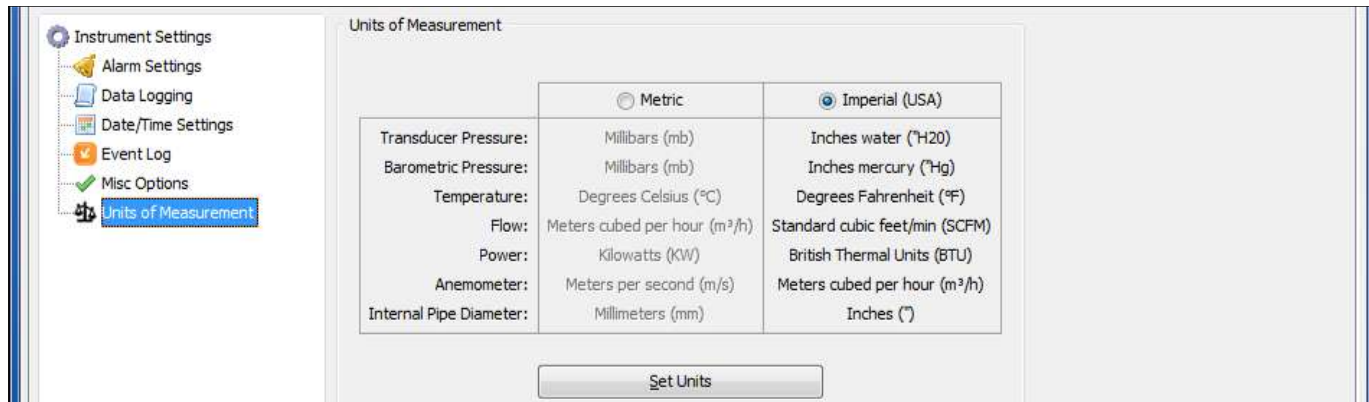 Instrument Settings
Alarm Settings
Data Logging
Date/Time Settings
Event Log
Misc Options
Units of Measurement
Units of Measurement
Metric Imperial (USA)
Transducer Pressure: Millibars (mb) Inches water ("H20)
Barometric Pressure: Millibars (mb) Inches mercury ("Hg)
Temperature: Degrees Celsius (°C) Degrees Fahrenheit (°F)
Flow: Meters cubed per hour (m³/h) Standard cubic feet/min (SCFM)
Power: Kilowatts (KW) British Thermal Units (BTU)
Anemometer: Meters per second (m/s) Meters cubed per hour (m³/h)
Internal Pipe Diameter: Millimeters (mm) Inches (")
Set Units